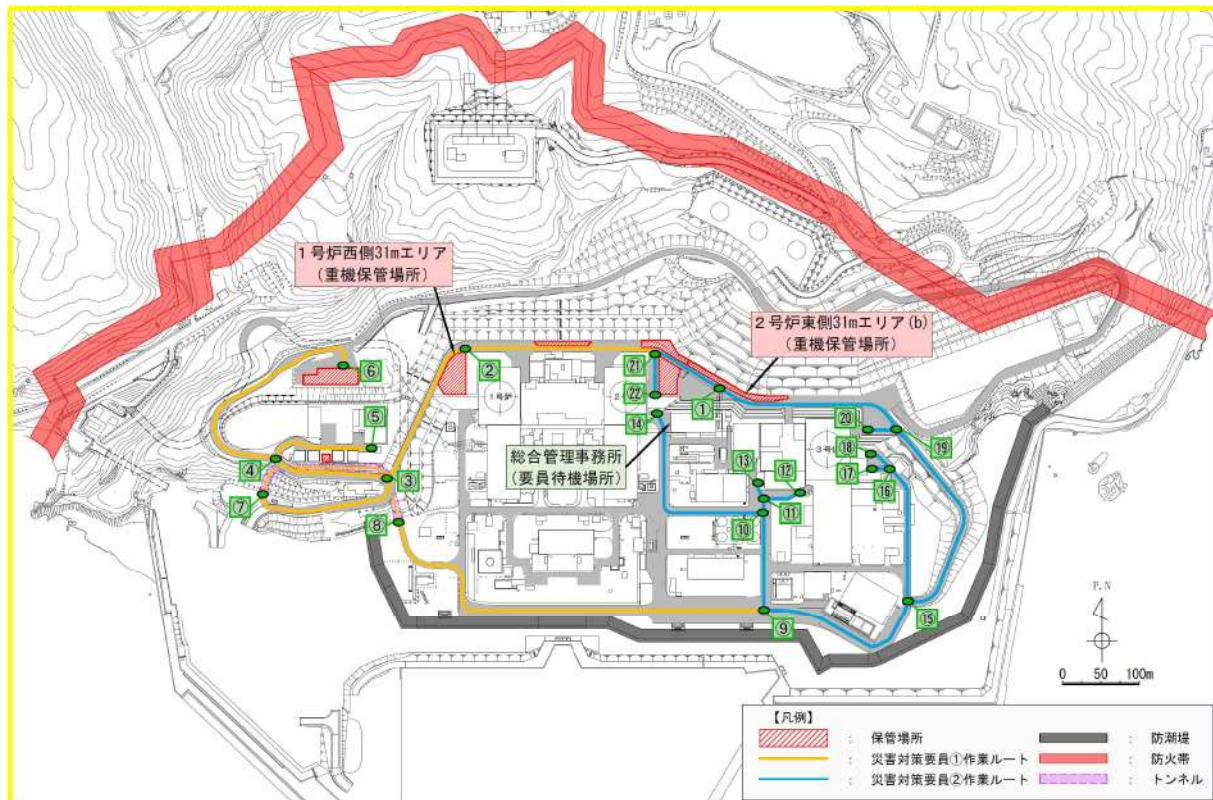 1号炉西側31mエリア
(重機保管場所)
2号炉東側31mエリア(b)
(重機保管場所)
⑥
②
㉑
㉒
①
⑤
1号炉
⑭
総合管理事務所
(要員待機場所)
⑳
⑲
⑱
⑰
⑯
④
③
⑬
⑫
⑦
⑧
⑩
⑪
⑨
⑮
P.N
0 50 100m
【凡例】
: 保管場所
: 災害対策要員①作業ルート
: 災害対策要員②作業ルート
: 防潮堤
: 防火帯
: トンネル